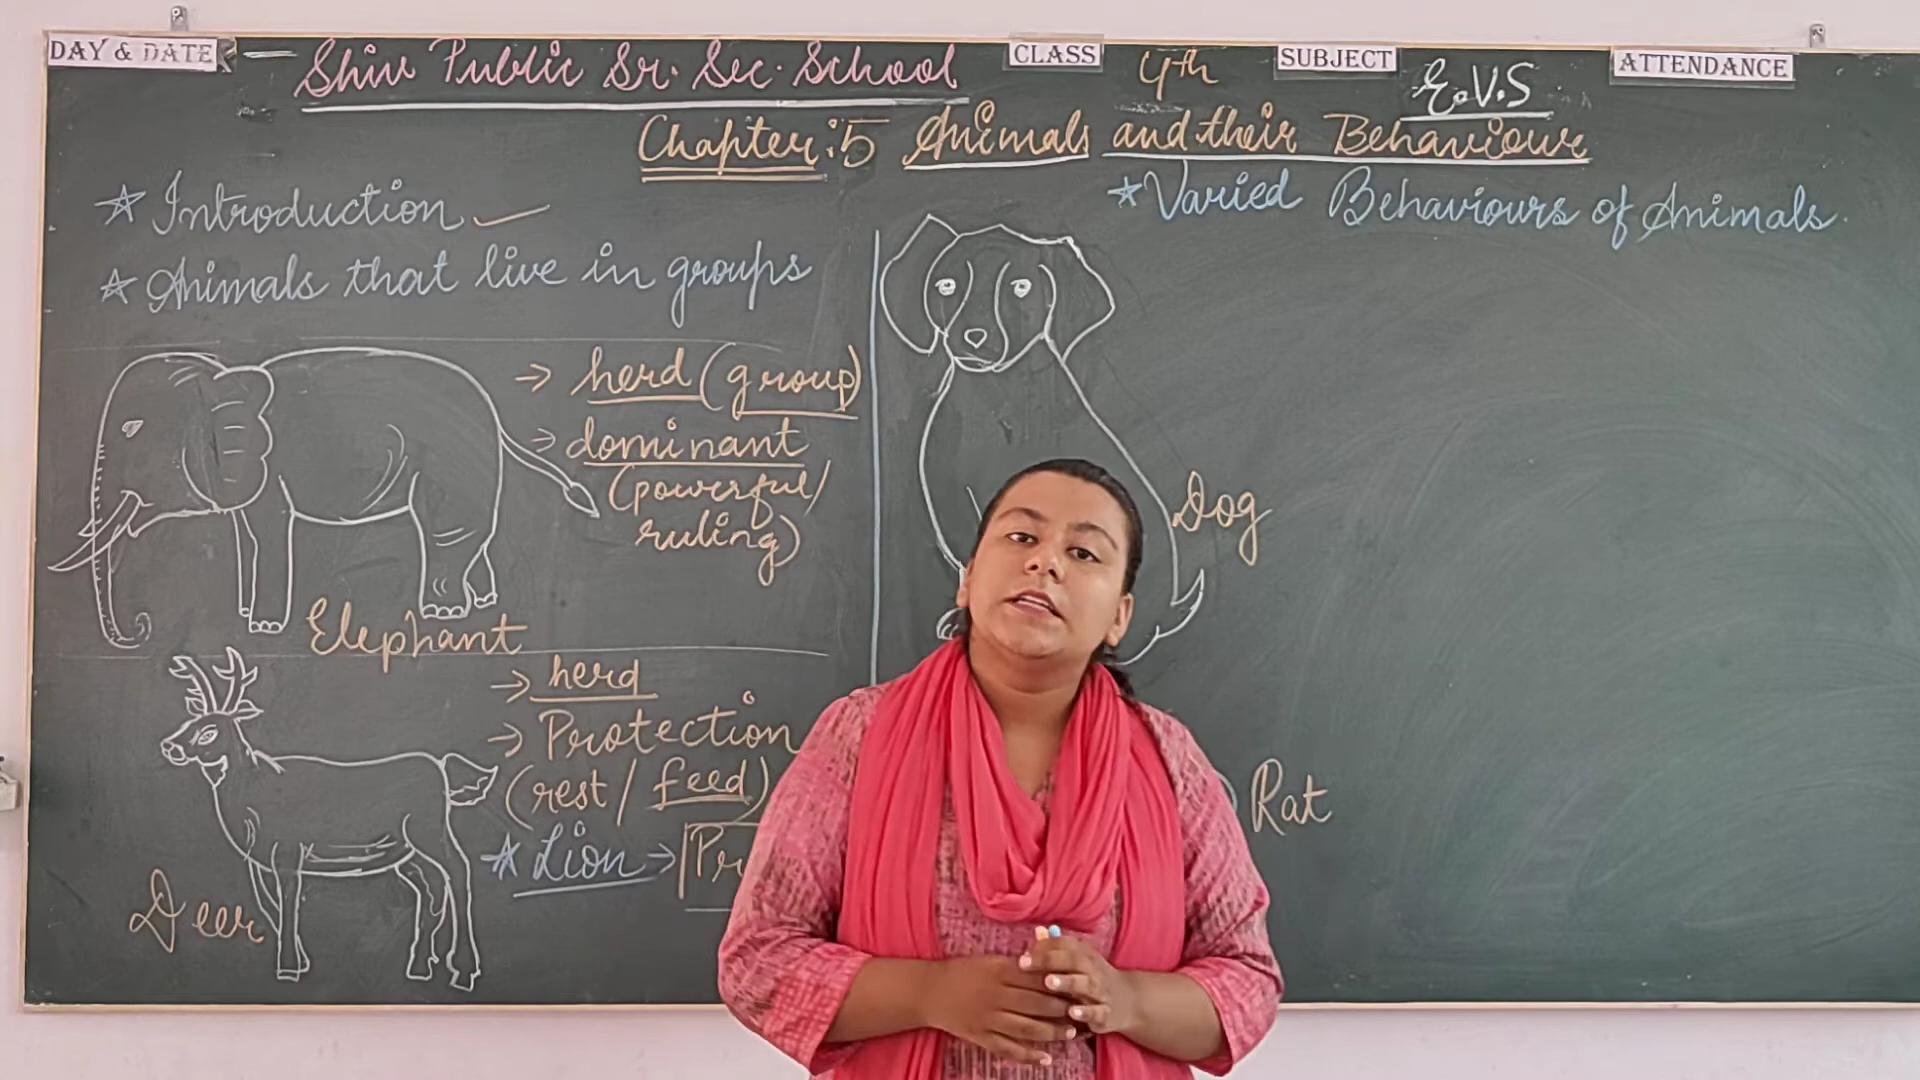 DAY & DATE
Shiv Public Sr. Sec. School
CLASS
4th
SUBJECT
E.V.S
ATTENDANCE
Chapter:5 Animals and their Behaviour
* Introduction
* Animals that live in groups
→ herd (group)
→ dominant
(powerful/
ruling)
Elephant
→ herd
→ Protection
(rest / feed)
* Lion →
Deer
* Varied Behaviours of Animals.
Dog
Rat